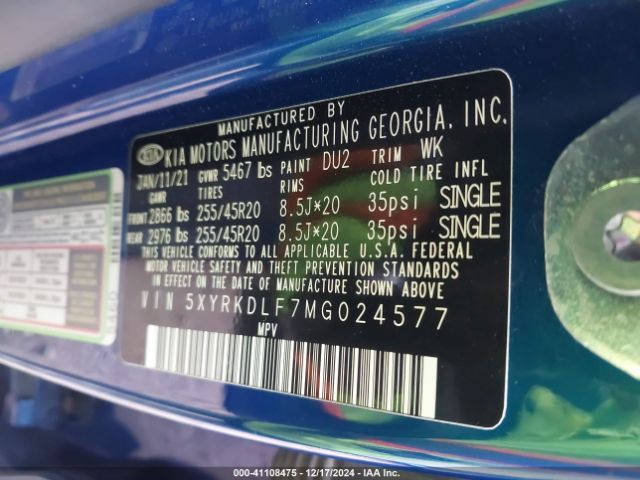 MANUFACTURED BY
KIA KIA MOTORS MANUFACTURING GEORGIA, INC.
JAN/11/21 GVWR 5467 lbs PAINT DU2 TRIM WK
GAWR TIRES RIMS COLD TIRE INFL
FRONT 2866 lbs 255/45R20 8.5J×20 35psi SINGLE
REAR 2976 lbs 255/45R20 8.5J×20 35psi SINGLE
THIS VEHICLE CONFORMS TO ALL APPLICABLE U.S.A. FEDERAL
MOTOR VEHICLE SAFETY AND THEFT PREVENTION STANDARDS
IN EFFECT ON THE DATE OF MANUFACTURE SHOWN ABOVE.
VIN 5XYRKDLF7MG024577
MPV
000-41108475 — 12/17/2024 — IAA Inc.